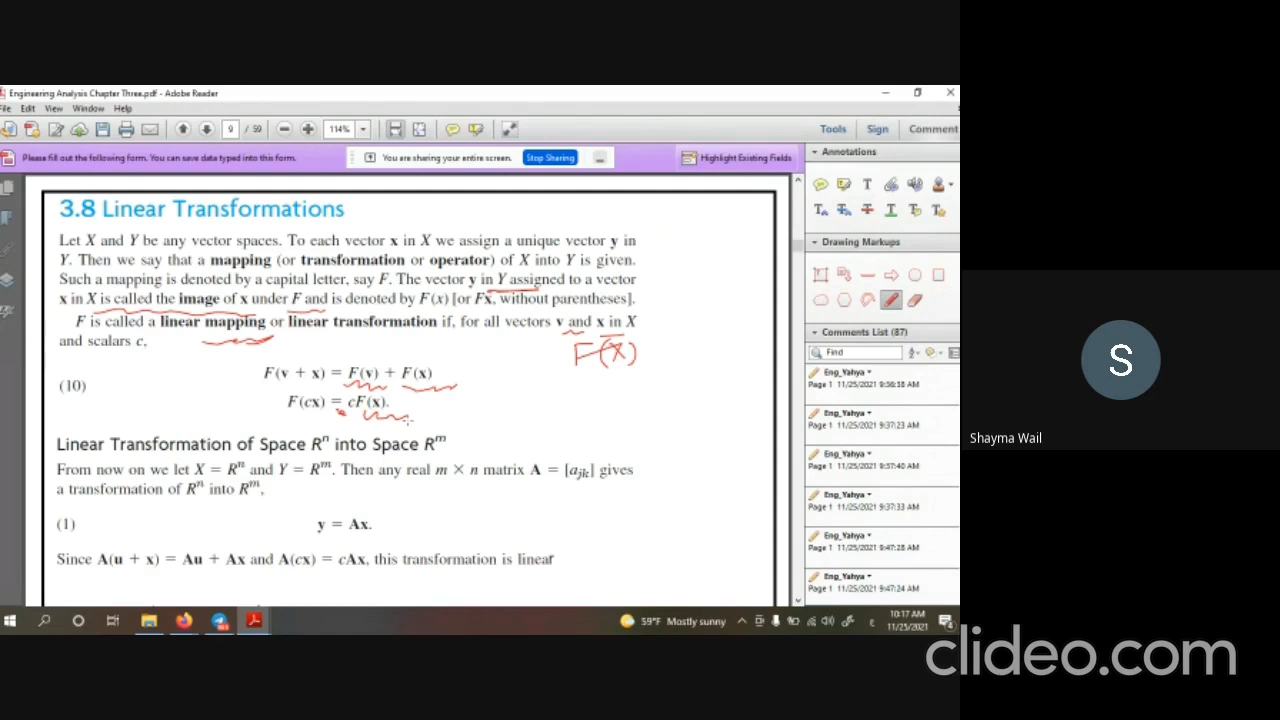 Engineering Analysis Chapter Three.pdf - Adobe Reader
File Edit View Window Help
9 / 59 114% Tools Sign Comment
Please fill out the following form. You can save data typed into this form. You are sharing your entire screen. Stop Sharing Highlight Existing Fields
3.8 Linear Transformations
Let X and Y be any vector spaces. To each vector x in X we assign a unique vector y in
Y. Then we say that a mapping (or transformation or operator) of X into Y is given.
Such a mapping is denoted by a capital letter, say F. The vector y in Y assigned to a vector
x in X is called the image of x under F and is denoted by F(x) [or Fx, without parentheses].
F is called a linear mapping or linear transformation if, for all vectors v and x in X
and scalars c,
F(x)
(10) F(v + x) = F(v) + F(x)
F(cx) = cF(x).
Linear Transformation of Space Rⁿ into Space Rᵐ
From now on we let X = Rⁿ and Y = Rᵐ. Then any real m × n matrix A = [ajk] gives
a transformation of Rⁿ into Rᵐ,
(1) y = Ax.
Since A(u + x) = Au + Ax and A(cx) = cAx, this transformation is linear
Annotations
Drawing Markups
Comments List (87)
Find
Eng_Yahya
Page 1 11/25/2021 9:36:38 AM
Eng_Yahya
Page 1 11/25/2021 9:37:23 AM
Eng_Yahya
Page 1 11/25/2021 9:37:40 AM
Eng_Yahya
Page 1 11/25/2021 9:37:33 AM
Eng_Yahya
Page 1 11/25/2021 9:47:28 AM
Eng_Yahya
Page 1 11/25/2021 9:47:24 AM
59°F Mostly sunny
10:17 AM
11/25/2021
S
Shayma Wail
clideo.com